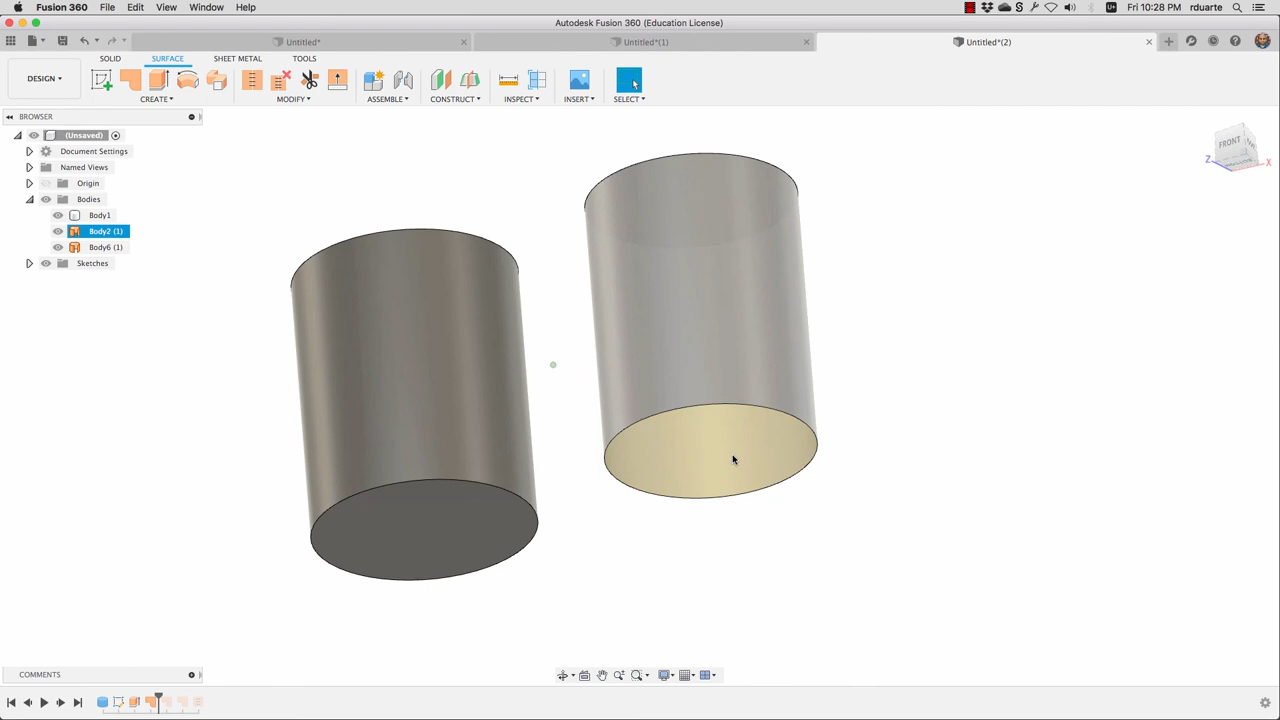 Fusion 360 File Edit View Window Help
Fri 10:28 PM rduarte
Autodesk Fusion 360 (Education License)
Untitled* Untitled*(1) Untitled*(2)
SOLID SURFACE SHEET METAL TOOLS
DESIGN
CREATE MODIFY ASSEMBLE CONSTRUCT INSPECT INSERT SELECT
BROWSER
(Unsaved)
Document Settings
Named Views
Origin
Bodies
Body1
Body2 (1)
Body6 (1)
Sketches
FRONT
Z X
COMMENTS